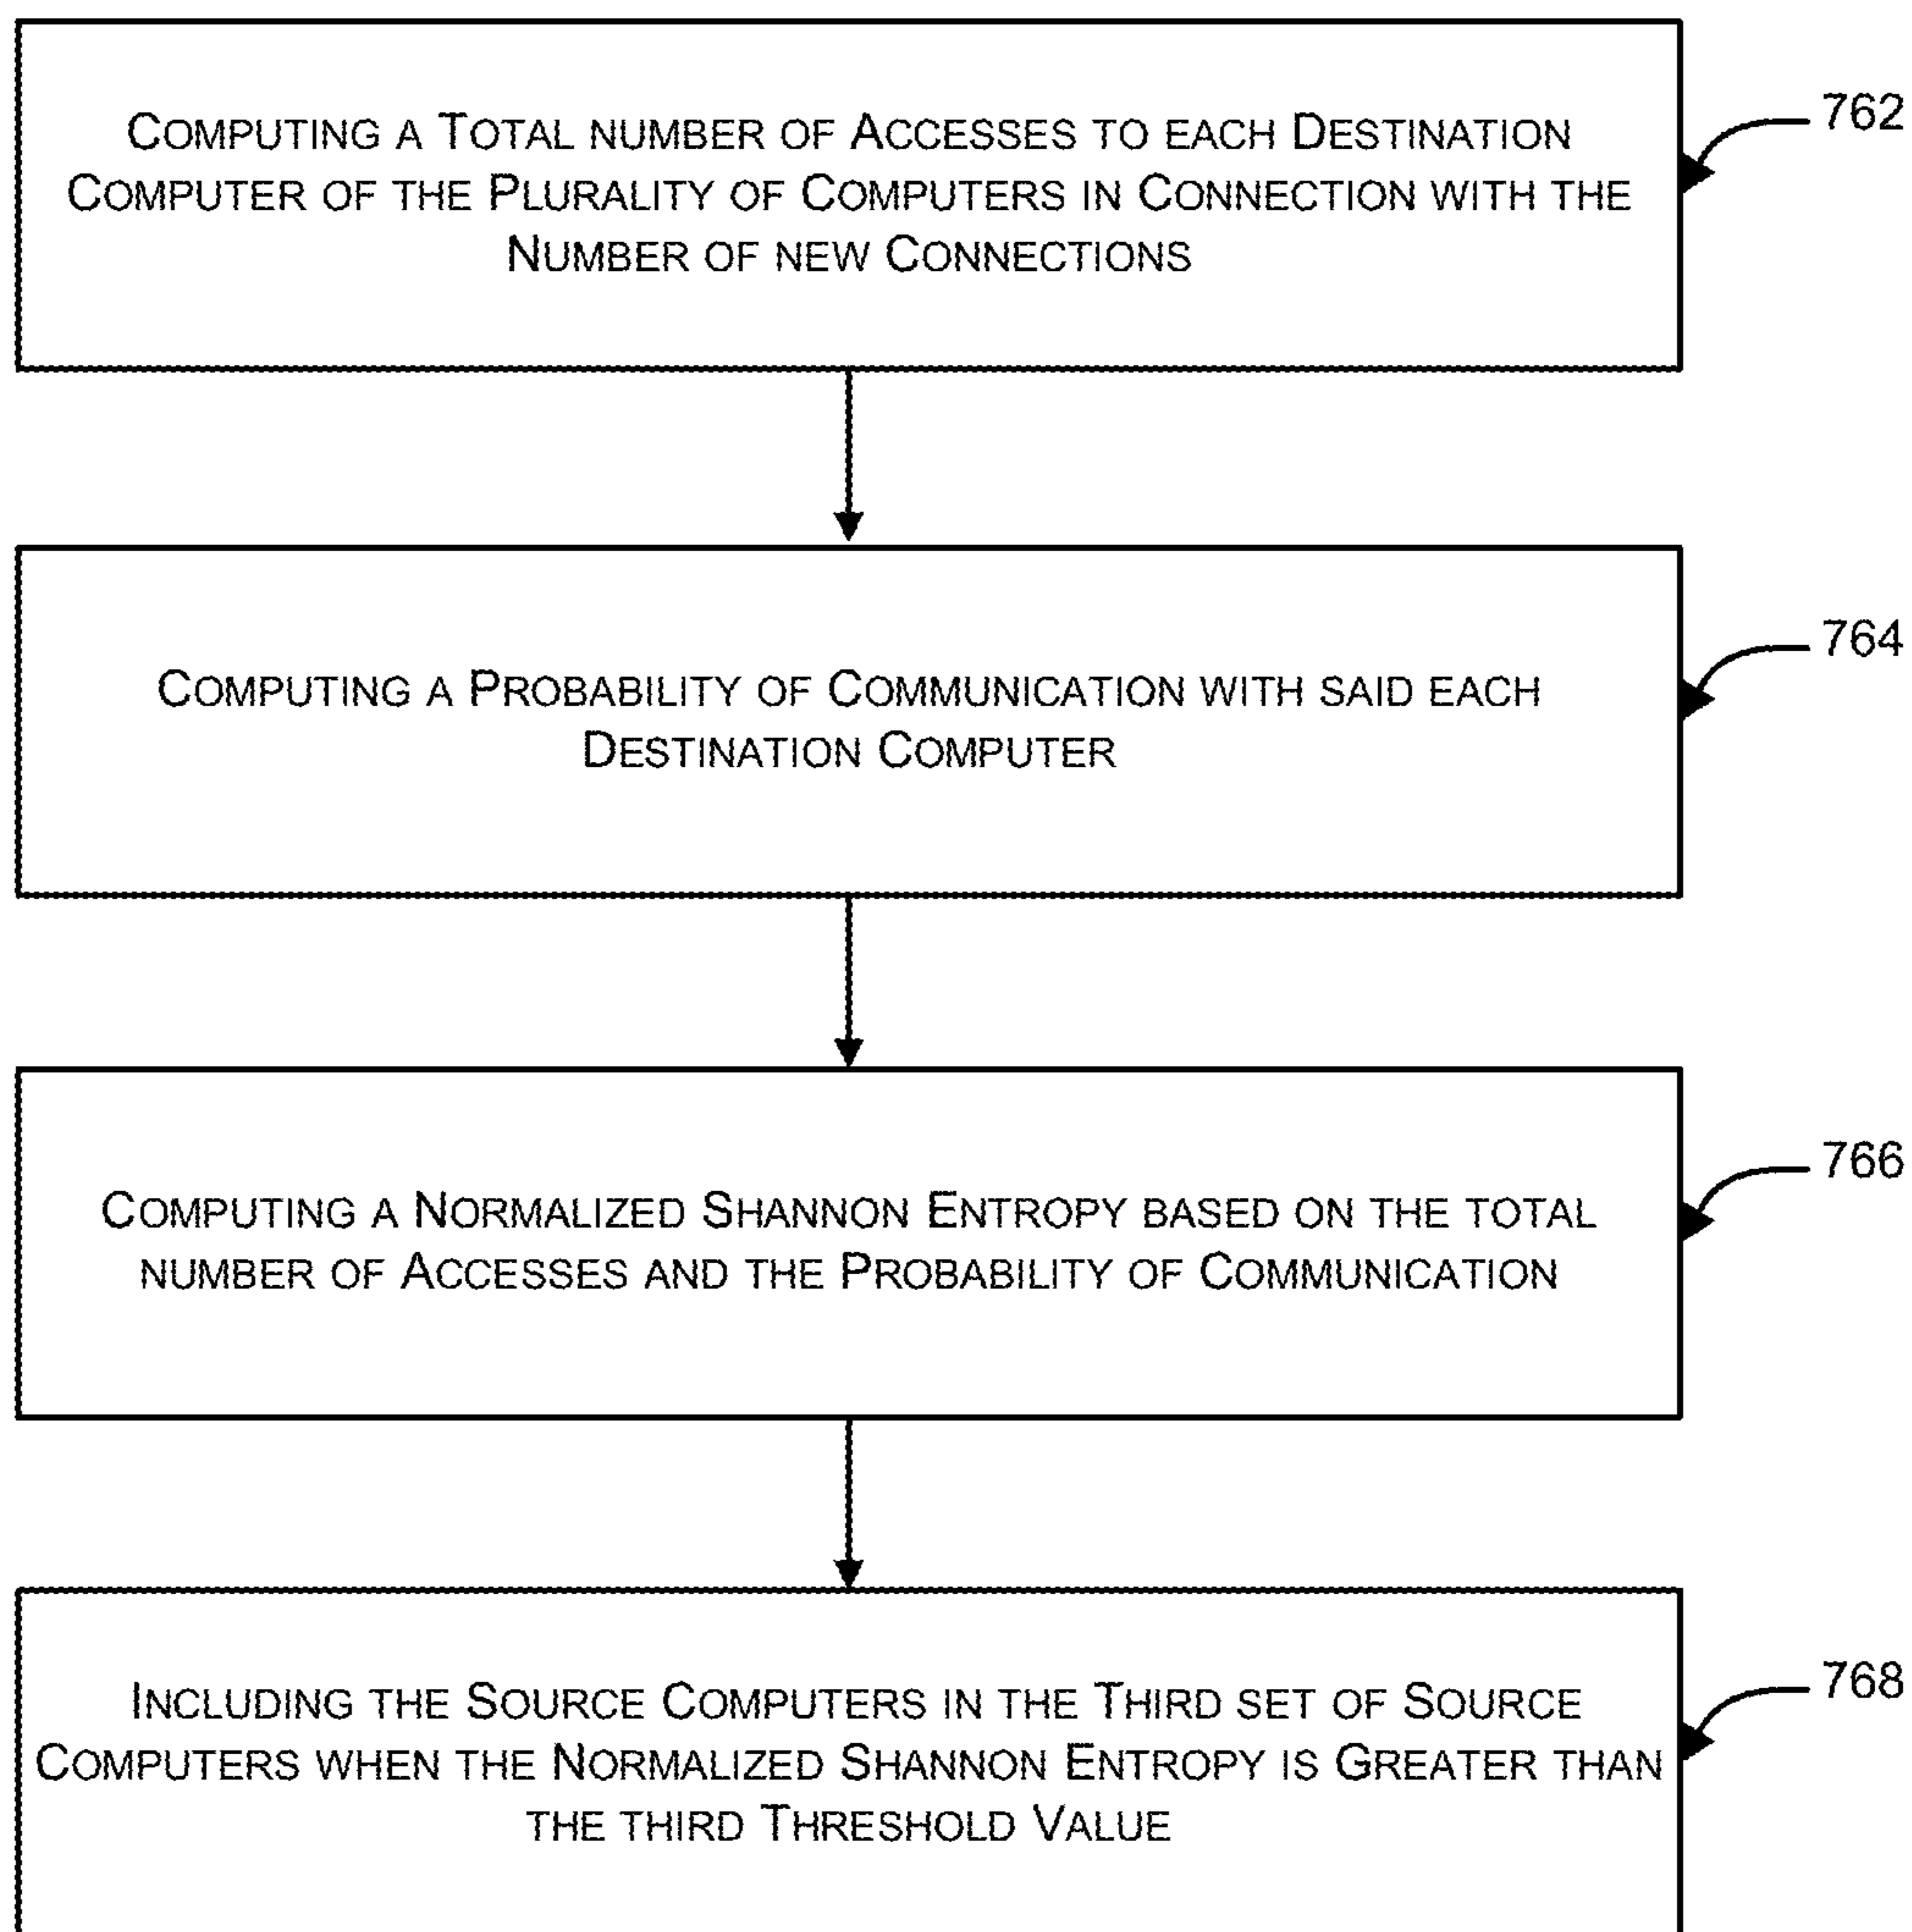 COMPUTING A TOTAL NUMBER OF ACCESSES TO EACH DESTINATION
COMPUTER OF THE PLURALITY OF COMPUTERS IN CONNECTION WITH THE
NUMBER OF NEW CONNECTIONS
762
COMPUTING A PROBABILITY OF COMMUNICATION WITH SAID EACH
DESTINATION COMPUTER
764
COMPUTING A NORMALIZED SHANNON ENTROPY BASED ON THE TOTAL
NUMBER OF ACCESSES AND THE PROBABILITY OF COMMUNICATION
766
INCLUDING THE SOURCE COMPUTERS IN THE THIRD SET OF SOURCE
COMPUTERS WHEN THE NORMALIZED SHANNON ENTROPY IS GREATER THAN
THE THIRD THRESHOLD VALUE
768